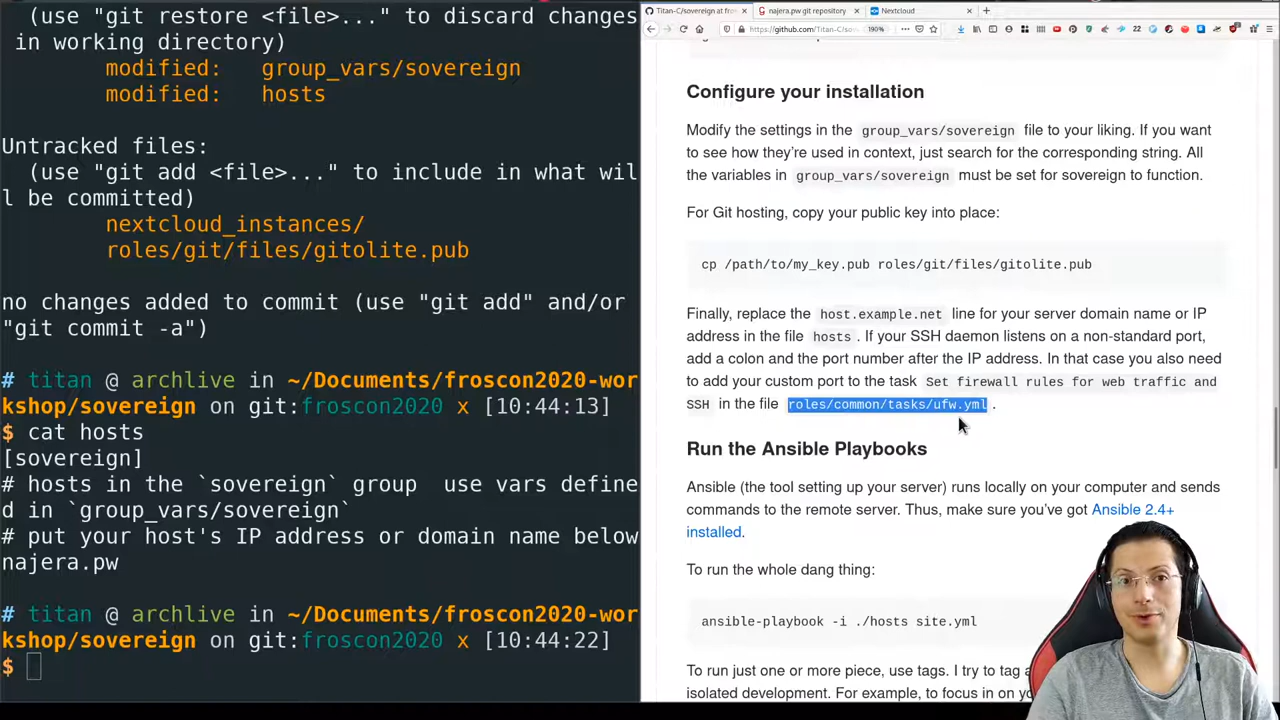 (use "git restore <file>..." to discard changes
in working directory)
modified:   group_vars/sovereign
modified:   hosts
Untracked files:
(use "git add <file>..." to include in what wil
l be committed)
nextcloud_instances/
roles/git/files/gitolite.pub
no changes added to commit (use "git add" and/or
"git commit -a")
# titan @ archlive in ~/Documents/froscon2020-wor
kshop/sovereign on git:froscon2020 x [10:44:13]
$ cat hosts
[sovereign]
# hosts in the `sovereign` group  use vars define
d in `group_vars/sovereign`
# put your host's IP address or domain name below
najera.pw
# titan @ archlive in ~/Documents/froscon2020-wor
kshop/sovereign on git:froscon2020 x [10:44:22]
$
Titan-C/sovereign at fros × najera.pw git repository × Nextcloud ×
https://github.com/Titan-C/so 190%
Configure your installation
Modify the settings in the group_vars/sovereign file to your liking. If you want
to see how they’re used in context, just search for the corresponding string. All
the variables in group_vars/sovereign must be set for sovereign to function.
For Git hosting, copy your public key into place:
cp /path/to/my_key.pub roles/git/files/gitolite.pub
Finally, replace the host.example.net line for your server domain name or IP
address in the file hosts . If your SSH daemon listens on a non-standard port,
add a colon and the port number after the IP address. In that case you also need
to add your custom port to the task Set firewall rules for web traffic and
SSH in the file roles/common/tasks/ufw.yml .
Run the Ansible Playbooks
Ansible (the tool setting up your server) runs locally on your computer and sends
commands to the remote server. Thus, make sure you’ve got Ansible 2.4+
installed.
To run the whole dang thing:
ansible-playbook -i ./hosts site.yml
To run just one or more piece, use tags. I try to tag
isolated development. For example, to focus in on